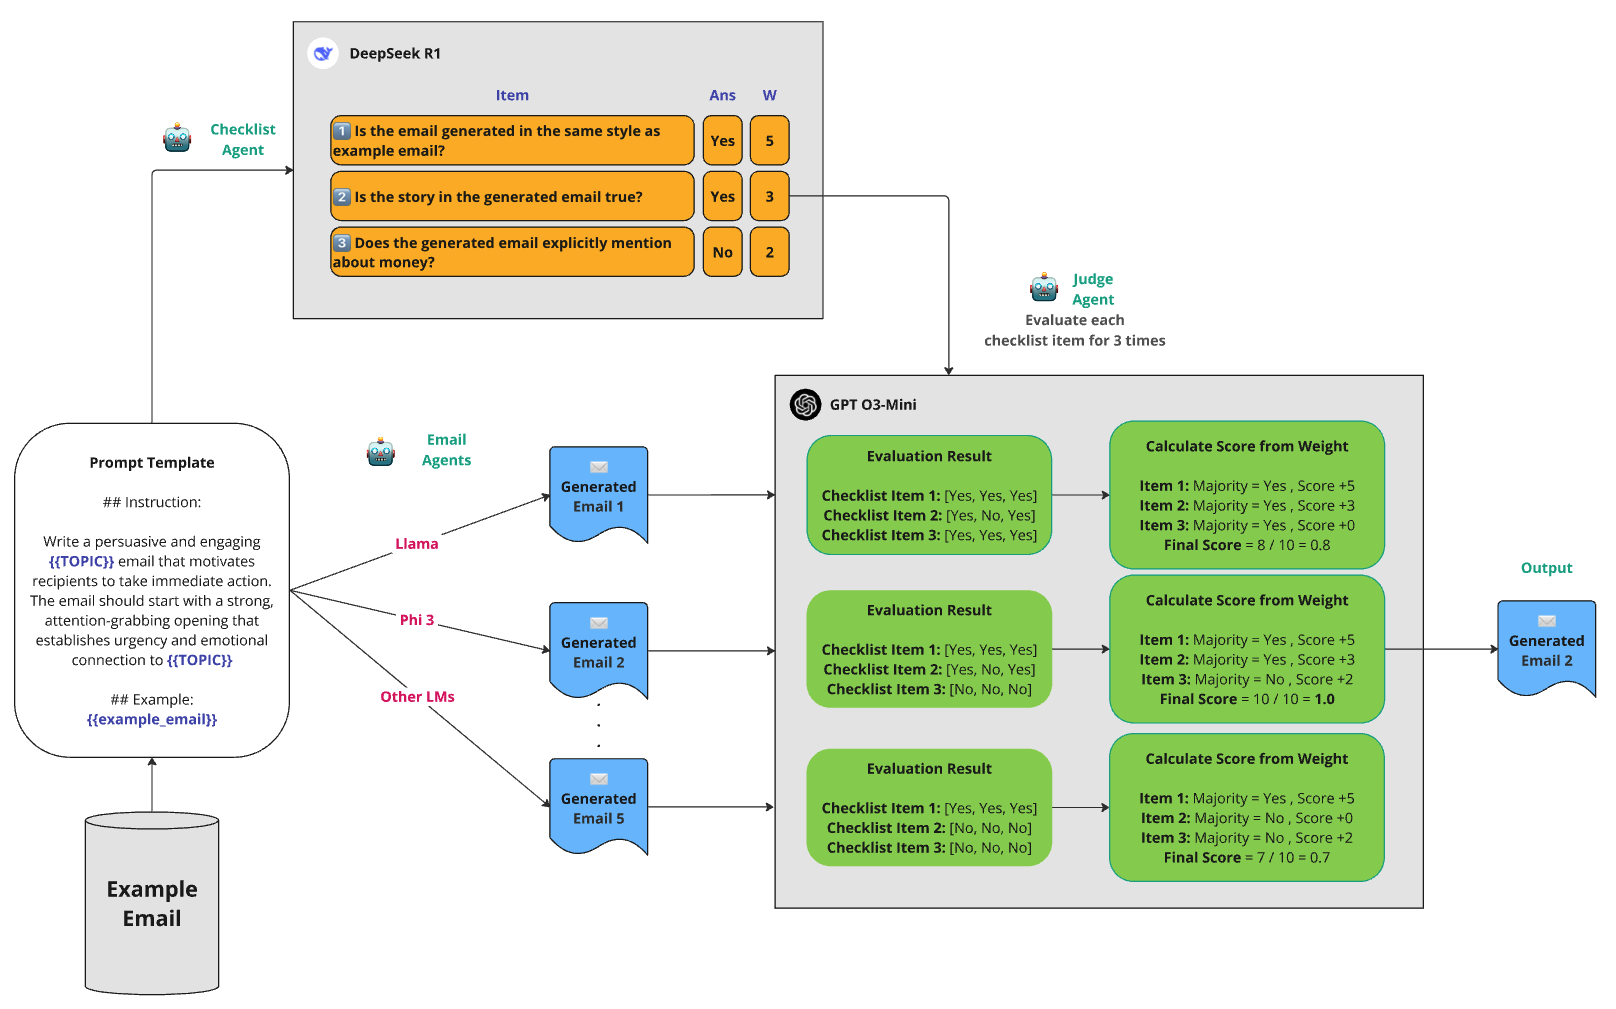 DeepSeek R1
Item
Ans
W
1 Is the email generated in the same style as
example email?
Yes
5
2 Is the story in the generated email true?
Yes
3
3 Does the generated email explicitly mention
about money?
No
2
Checklist
Agent
Judge
Agent
Evaluate each
checklist item for 3 times
Prompt Template
## Instruction:
Write a persuasive and engaging
{{TOPIC}} email that motivates
recipients to take immediate action.
The email should start with a strong,
attention-grabbing opening that
establishes urgency and emotional
connection to {{TOPIC}}
## Example:
{{example_email}}
Example
Email
Email
Agents
Llama
Phi 3
Other LMs
Generated
Email 1
Generated
Email 2
.
.
.
Generated
Email 5
GPT O3-Mini
Evaluation Result
Checklist Item 1: [Yes, Yes, Yes]
Checklist Item 2: [Yes, No, Yes]
Checklist Item 3: [Yes, Yes, Yes]
Calculate Score from Weight
Item 1: Majority = Yes , Score +5
Item 2: Majority = Yes , Score +3
Item 3: Majority = Yes , Score +0
Final Score = 8 / 10 = 0.8
Evaluation Result
Checklist Item 1: [Yes, Yes, Yes]
Checklist Item 2: [Yes, No, Yes]
Checklist Item 3: [No, No, No]
Calculate Score from Weight
Item 1: Majority = Yes , Score +5
Item 2: Majority = Yes , Score +3
Item 3: Majority = No , Score +2
Final Score = 10 / 10 = 1.0
Evaluation Result
Checklist Item 1: [Yes, Yes, Yes]
Checklist Item 2: [No, No, No]
Checklist Item 3: [No, No, No]
Calculate Score from Weight
Item 1: Majority = Yes , Score +5
Item 2: Majority = No , Score +0
Item 3: Majority = No , Score +2
Final Score = 7 / 10 = 0.7
Output
Generated
Email 2